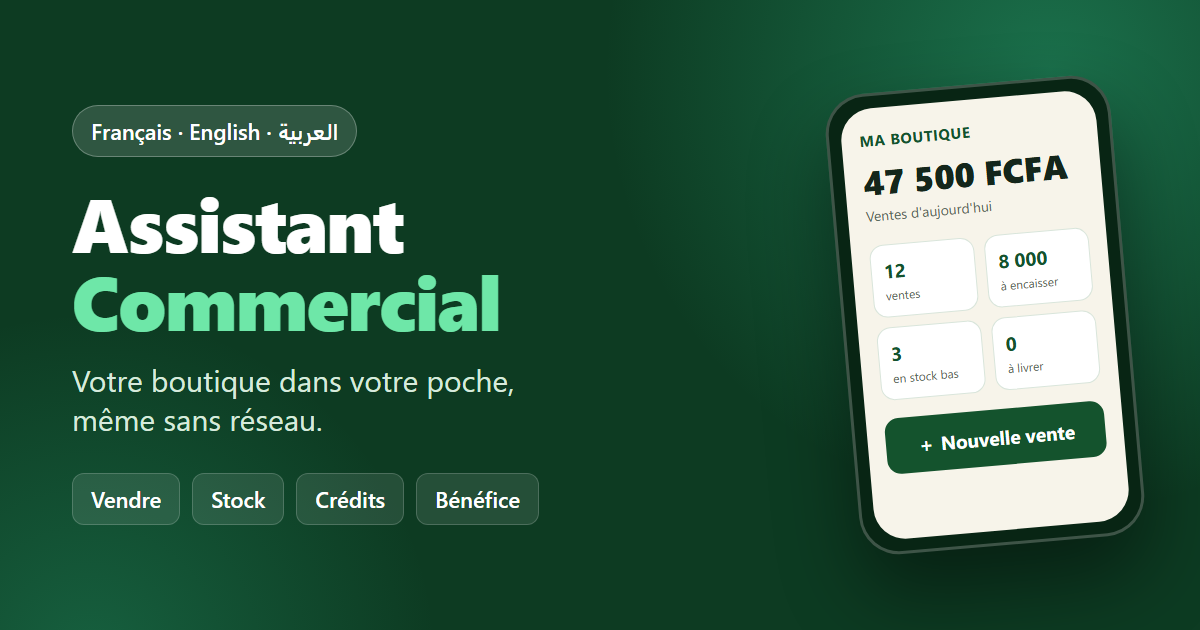 Français · English · العربية
Assistant
Commercial
Votre boutique dans votre poche,
même sans réseau.
Vendre
Stock
Crédits
Bénéfice
MA BOUTIQUE
47 500 FCFA
Ventes d'aujourd'hui
12
ventes
8 000
à encaisser
3
en stock bas
0
à livrer
+ Nouvelle vente